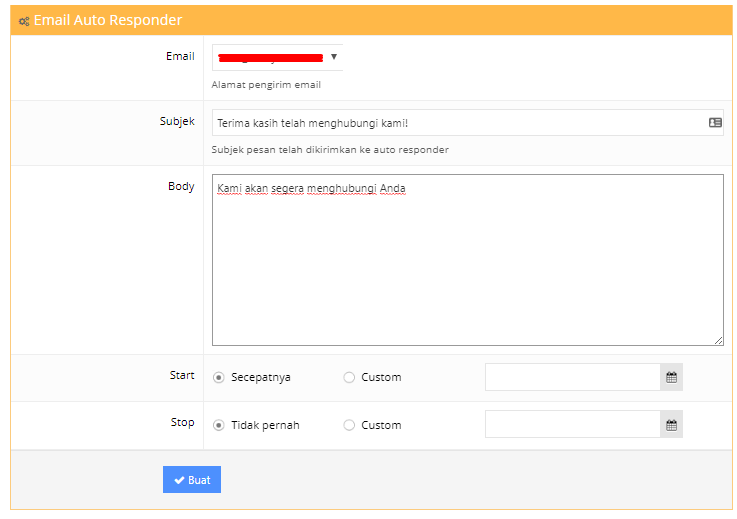 Email Auto Responder
Email
Alamat pengirim email
Subjek
Terima kasih telah menghubungi kami!
Subjek pesan telah dikirimkan ke auto responder
Body
Kami akan segera menghubungi Anda
Start
Secepatnya
Custom
Stop
Tidak pernah
Custom
Buat